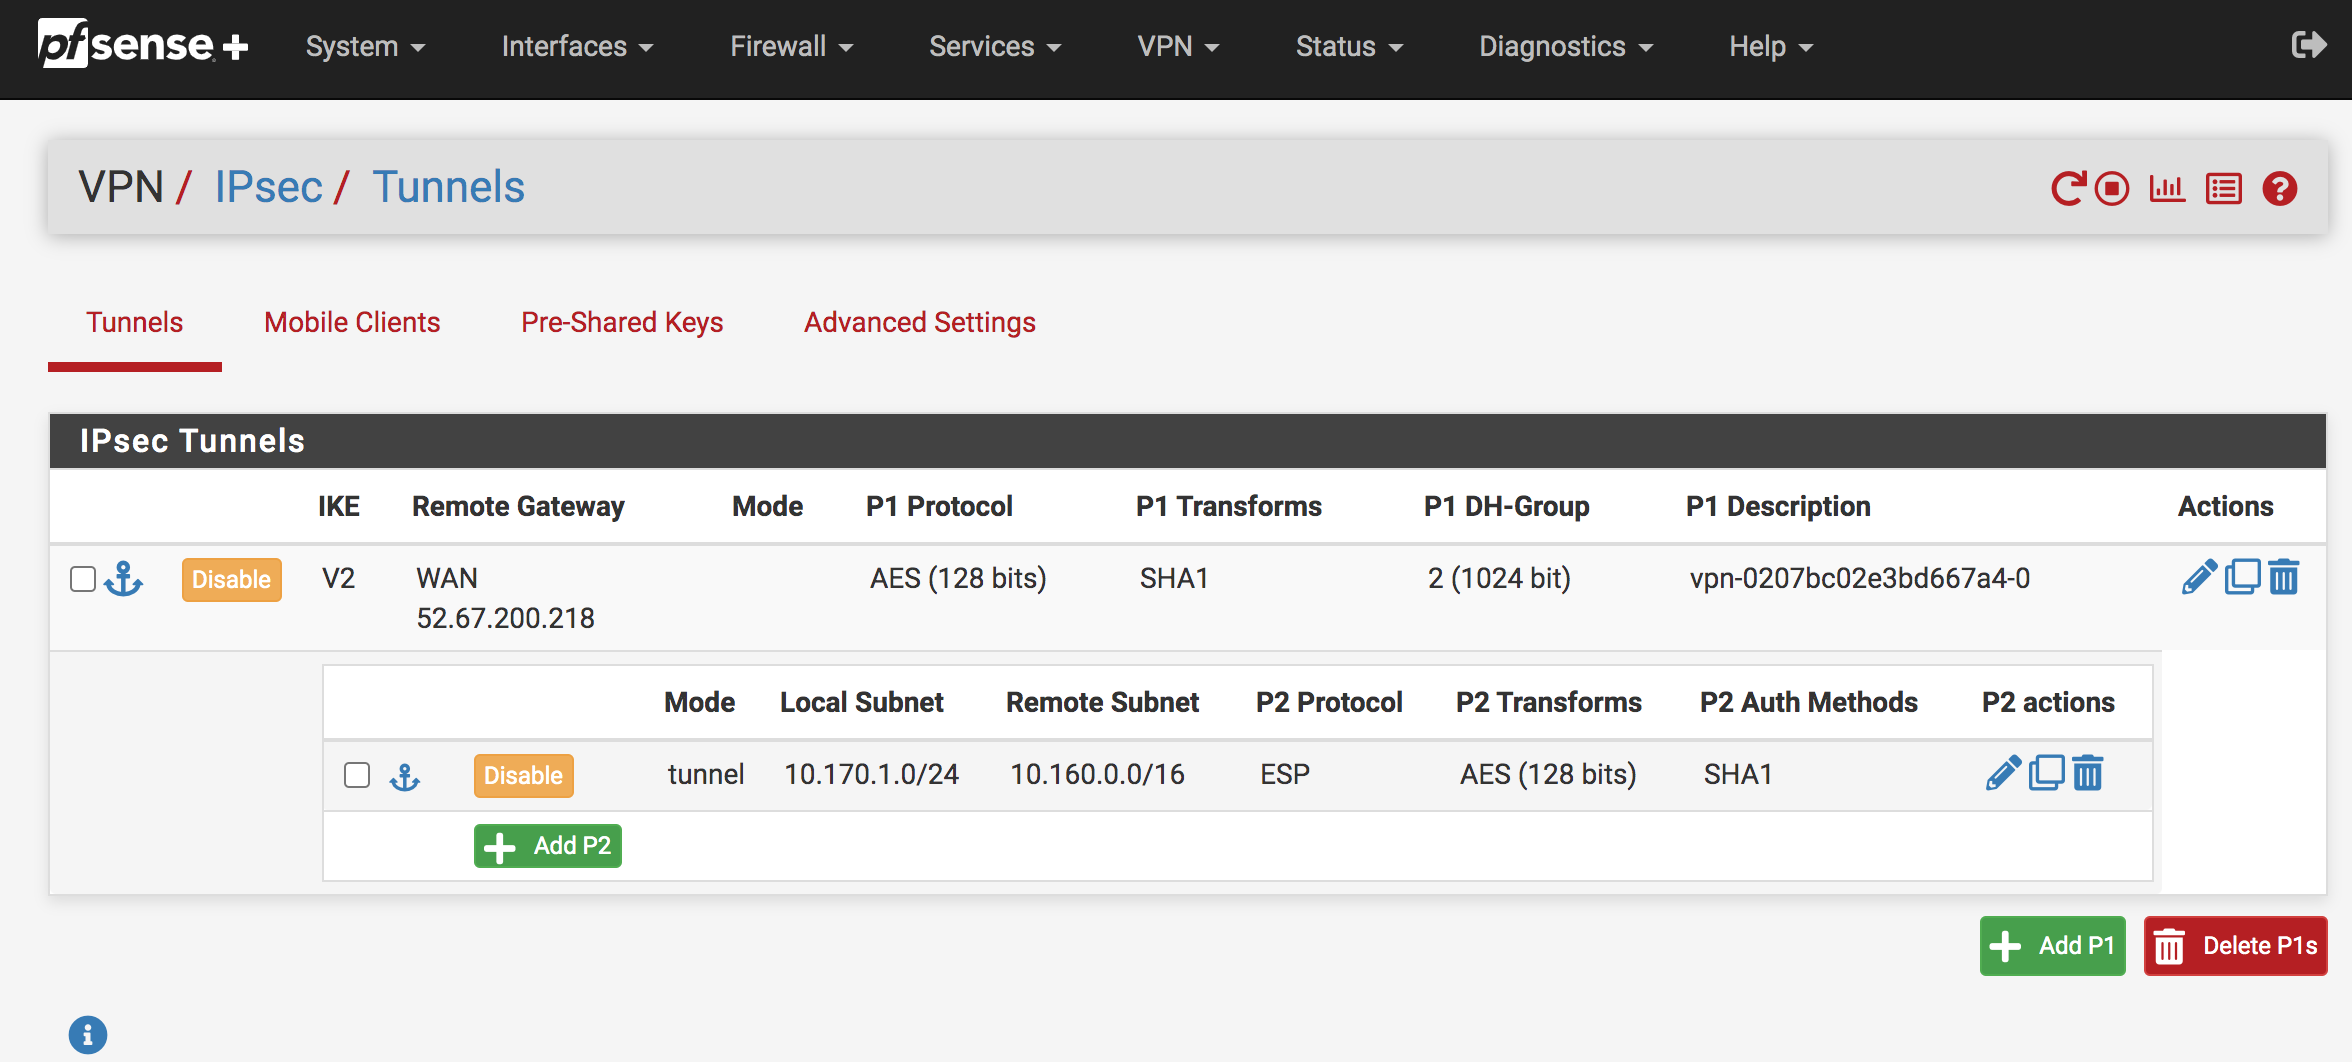 pfsense+ System Interfaces Firewall Services VPN Status Diagnostics Help
VPN / IPsec / Tunnels
Tunnels Mobile Clients Pre-Shared Keys Advanced Settings
IPsec Tunnels
IKE Remote Gateway Mode P1 Protocol P1 Transforms P1 DH-Group P1 Description Actions
Disable V2 WAN AES (128 bits) SHA1 2 (1024 bit) vpn-0207bc02e3bd667a4-0
52.67.200.218
Mode Local Subnet Remote Subnet P2 Protocol P2 Transforms P2 Auth Methods P2 actions
Disable tunnel 10.170.1.0/24 10.160.0.0/16 ESP AES (128 bits) SHA1
Add P2
Add P1 Delete P1s